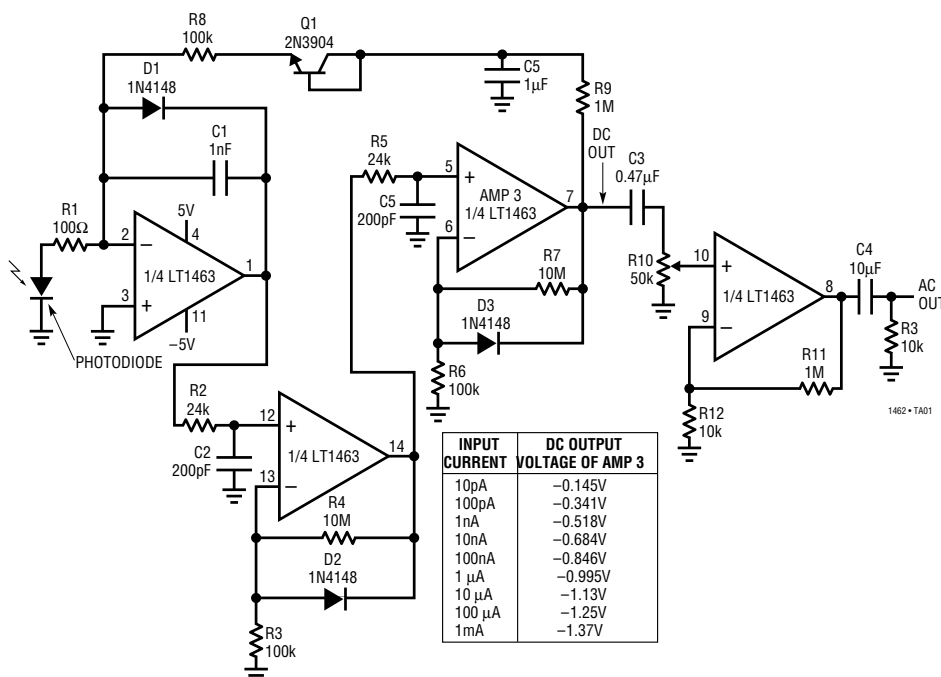 R8
100k
Q1
2N3904
D1
1N4148
C5
1µF
R9
1M
C1
1nF
DC
OUT
R5
24k
C3
0.47µF
R1
100Ω
5V
2
–
4
1/4 LT1463
1
3
+
11
–5V
PHOTODIODE
5
+
AMP 3
7
C5
200pF
1/4 LT1463
6
–
R7
10M
R10
50k
10
+
C4
10µF
1/4 LT1463
8
AC
OUT
9
–
R3
10k
D3
1N4148
R6
100k
R11
1M
R12
10k
1462 • TA01
R2
24k
12
+
1/4 LT1463
14
C2
200pF
13
–
R4
10M
D2
1N4148
R3
100k
INPUT CURRENT DC OUTPUT VOLTAGE OF AMP 3
10pA –0.145V
100pA –0.341V
1nA –0.518V
10nA –0.684V
100nA –0.846V
1 µA –0.995V
10 µA –1.13V
100 µA –1.25V
1mA –1.37V